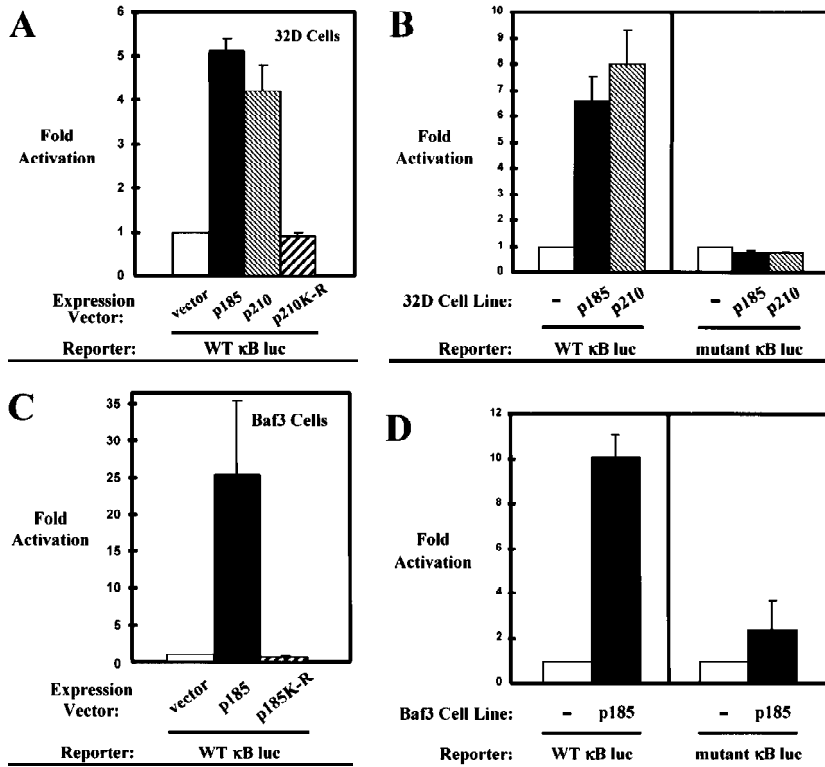 A
32D Cells
6
5
4
3
2
1
0
Fold
Activation
Expression
Vector:
vector
p185
p210
p210K-R
Reporter:
WT κB luc
B
10
9
8
7
6
5
4
3
2
1
0
Fold
Activation
32D Cell Line:
– p185 p210
– p185 p210
Reporter:
WT κB luc
mutant κB luc
C
Baf3 Cells
35
30
25
20
15
10
5
0
Fold
Activation
Expression
Vector:
vector
p185
p185K-R
Reporter:
WT κB luc
D
12
10
8
6
4
2
0
Fold
Activation
Baf3 Cell Line:
– p185
– p185
Reporter:
WT κB luc
mutant κB luc